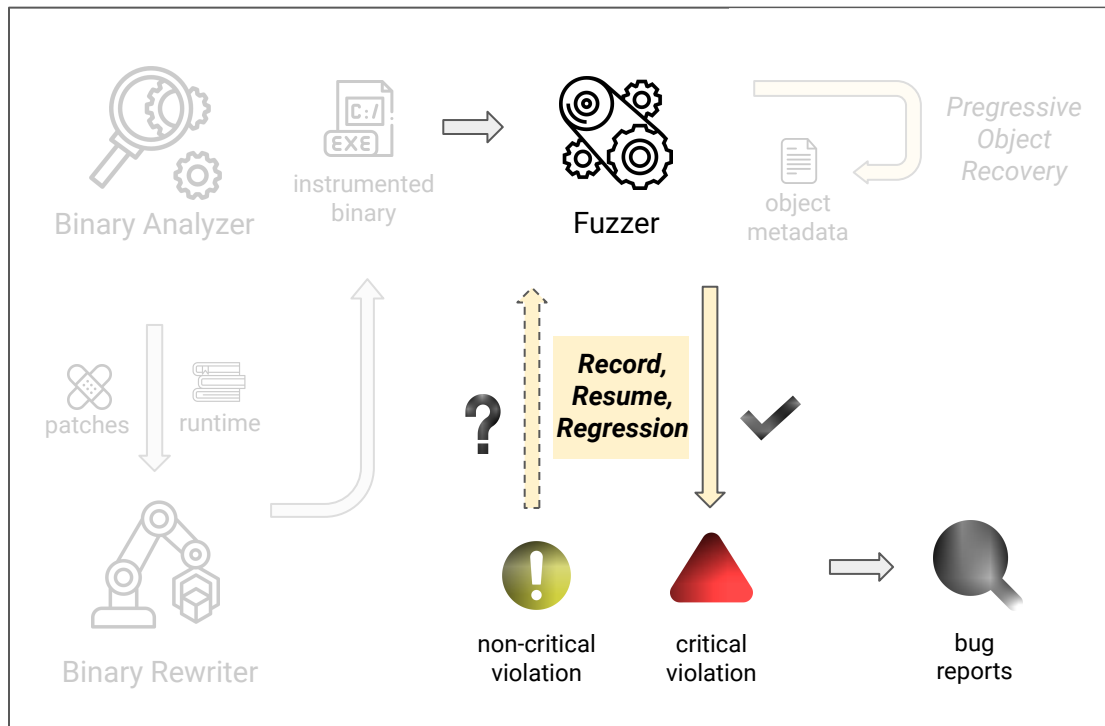 C:/
EXE
instrumented
binary
Binary Analyzer
Fuzzer
object
metadata
Pregressive
Object
Recovery
patches
runtime
?
Record,
Resume,
Regression
!
Binary Rewriter
non-critical
violation
critical
violation
bug
reports